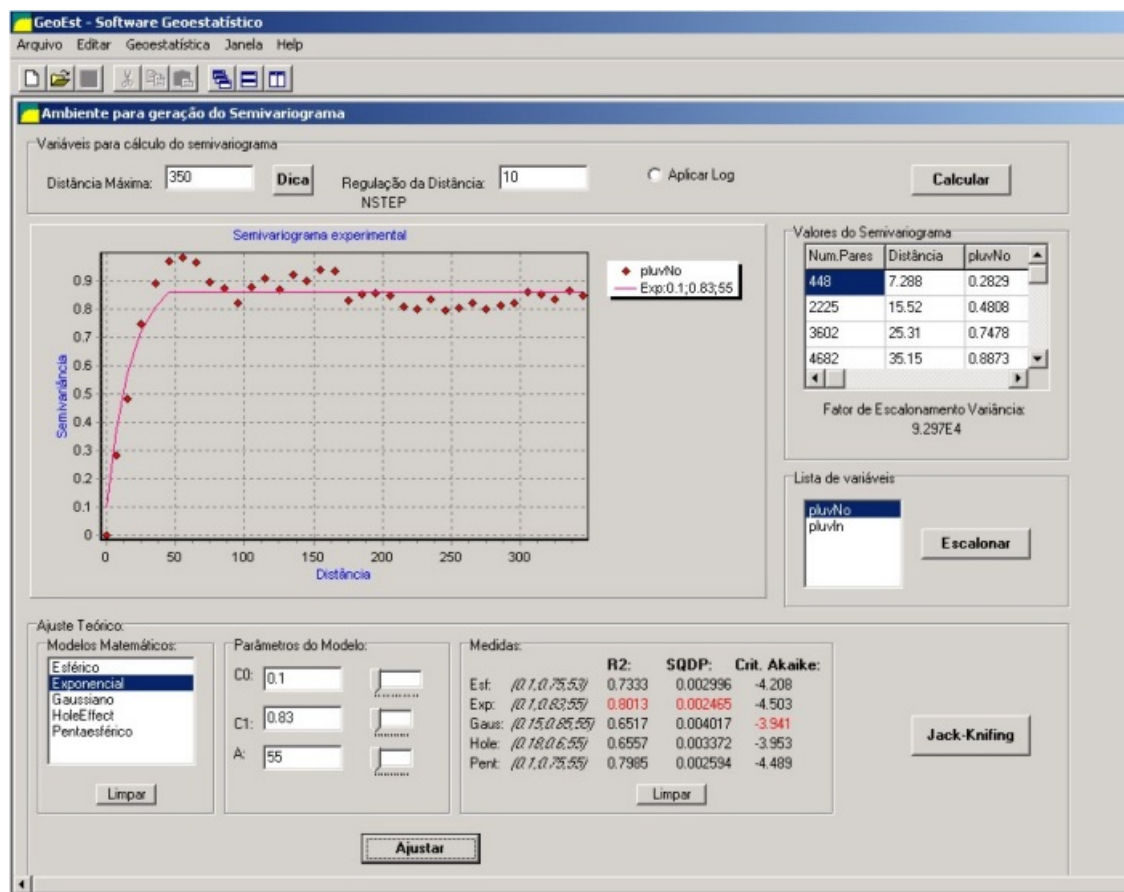 GeoEst - Software Geoestatístico
Arquivo Editar Geoestatística Janela Help
Ambiente para geração do Semivariograma
Variáveis para cálculo do semivariograma
Distância Máxima: 350 Dica Regulação da Distância: 10 Aplicar Log Calcular
NSTEP
Semivariograma experimental
pluvNo
Exp:0.1;0.83;55
Semivariância
0.9
0.8
0.7
0.6
0.5
0.4
0.3
0.2
0.1
0
0 50 100 150 200 250 300
Distância
Valores do Semivariograma
Num.Pares Distância pluvNo
448 7.288 0.2829
2225 15.52 0.4808
3602 25.31 0.7478
4682 35.15 0.8873
Fator de Escalonamento Variância:
9.297E4
Lista de variáveis
pluvNo
pluvIn
Escalonar
Ajuste Teórico:
Modelos Matemáticos:
Esférico
Exponencial
Gaussiano
HoleEffect
Pentaesférico
Limpar
Parâmetros do Modelo:
C0: 0.1
C1: 0.83
A: 55
Medidas:
R2: SQDP: Crit. Akaike:
Esf: (0.1,0.75,53) 0.7333 0.002996 -4.208
Exp: (0.1,0.83,55) 0.8013 0.002465 -4.503
Gaus: (0.15,0.85,55) 0.6517 0.004017 -3.941
Hole: (0.18,0.6,55) 0.6557 0.003372 -3.953
Pent: (0.1,0.75,55) 0.7985 0.002594 -4.489
Limpar
Jack-Knifing
Ajustar